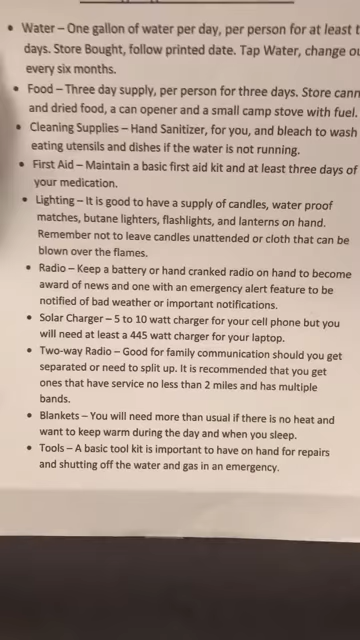 • Water – One gallon of water per day, per person for at least
days. Store Bought, follow printed date. Tap Water, change
every six months.
• Food – Three day supply, per person for three days. Store
and dried food, a can opener and a small camp stove with fuel.
• Cleaning Supplies – Hand Sanitizer, for you, and bleach to wash
eating utensils and dishes if the water is not running.
• First Aid – Maintain a basic first aid kit and at least three days of
your medication.
• Lighting – It is good to have a supply of candles, water proof
matches, butane lighters, flashlights, and lanterns on hand.
Remember not to leave candles unattended or cloth that can be
blown over the flames.
• Radio – Keep a battery or hand cranked radio on hand to become
award of news and one with an emergency alert feature to be
notified of bad weather or important notifications.
• Solar Charger – 5 to 10 watt charger for your cell phone but you
will need at least a 445 watt charger for your laptop.
• Two-way Radio – Good for family communication should you get
separated or need to split up. It is recommended that you get
ones that have service no less than 2 miles and has multiple
bands.
• Blankets – You will need more than usual if there is no heat and
want to keep warm during the day and when you sleep.
• Tools – A basic tool kit is important to have on hand for repairs
and shutting off the water and gas in an emergency.